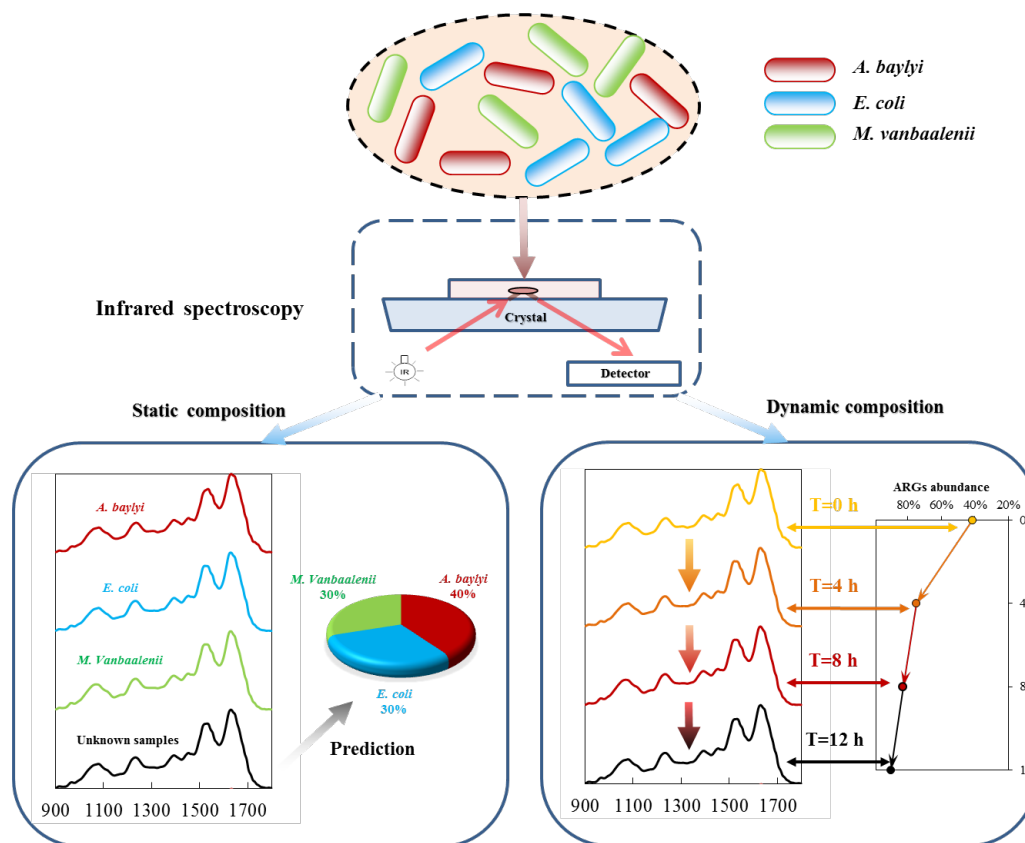 A. baylyi
E. coli
M. vanbaalenii
Infrared spectroscopy
Crystal
IR
Detector
Static composition
Dynamic composition
A. baylyi
E. coli
M. Vanbaalenii
Unknown samples
900 1100 1300 1500 1700
M. Vanbaalenii
30%
A. baylyi
40%
E. coli
30%
Prediction
T=0 h
T=4 h
T=8 h
T=12 h
900 1100 1300 1500 1700
ARGs abundance
80% 40% 20%
0
4
8
1